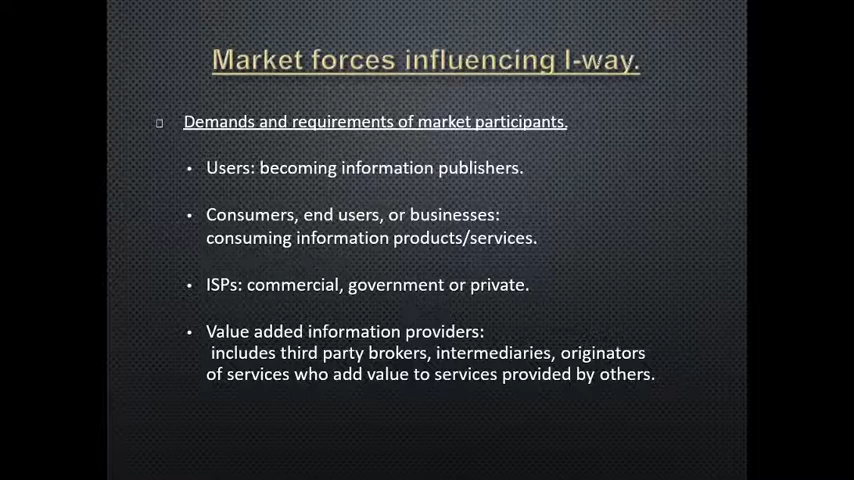 Market forces influencing I-way.
Demands and requirements of market participants.
• Users: becoming information publishers.
• Consumers, end users, or businesses:
consuming information products/services.
• ISPs: commercial, government or private.
• Value added information providers:
includes third party brokers, intermediaries, originators
of services who add value to services provided by others.